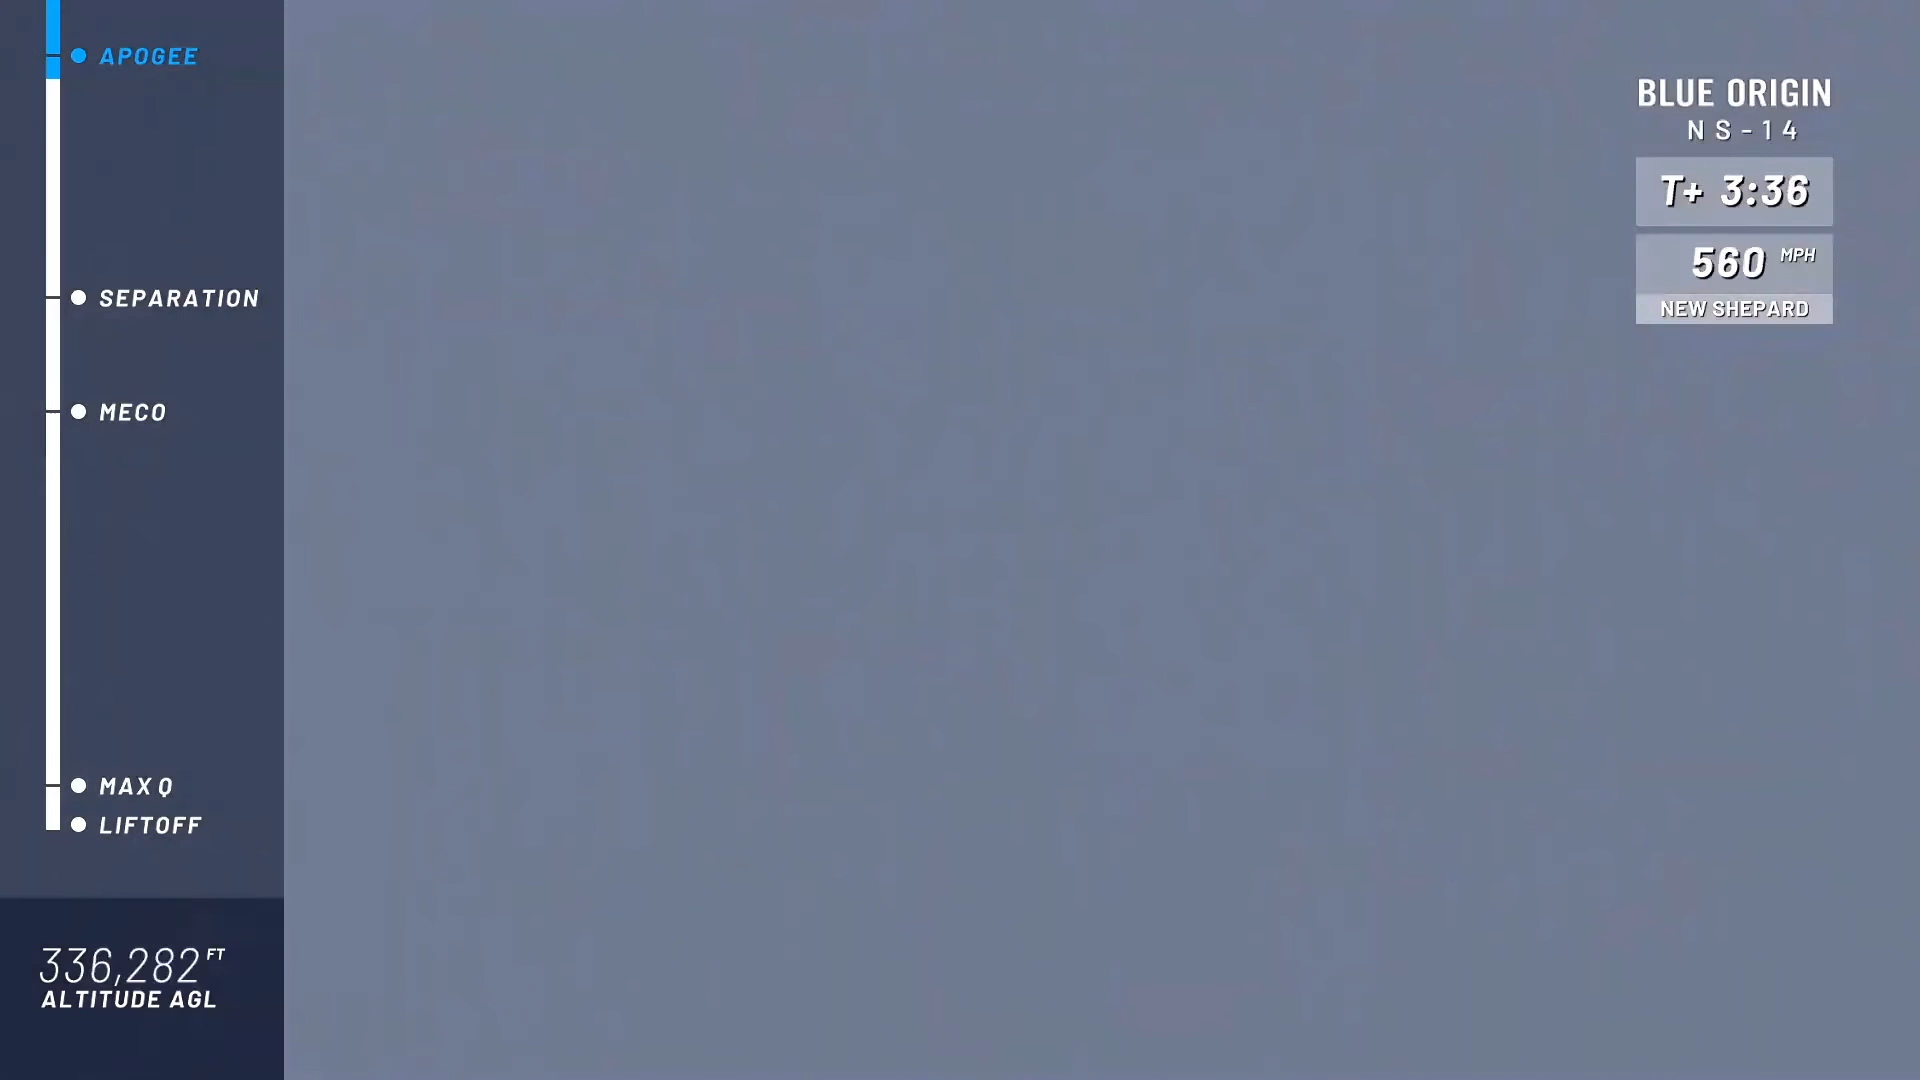 APOGEE
SEPARATION
MECO
MAX Q
LIFTOFF
336,282 FT
ALTITUDE AGL
BLUE ORIGIN
NS-14
T+ 3:36
560 MPH
NEW SHEPARD